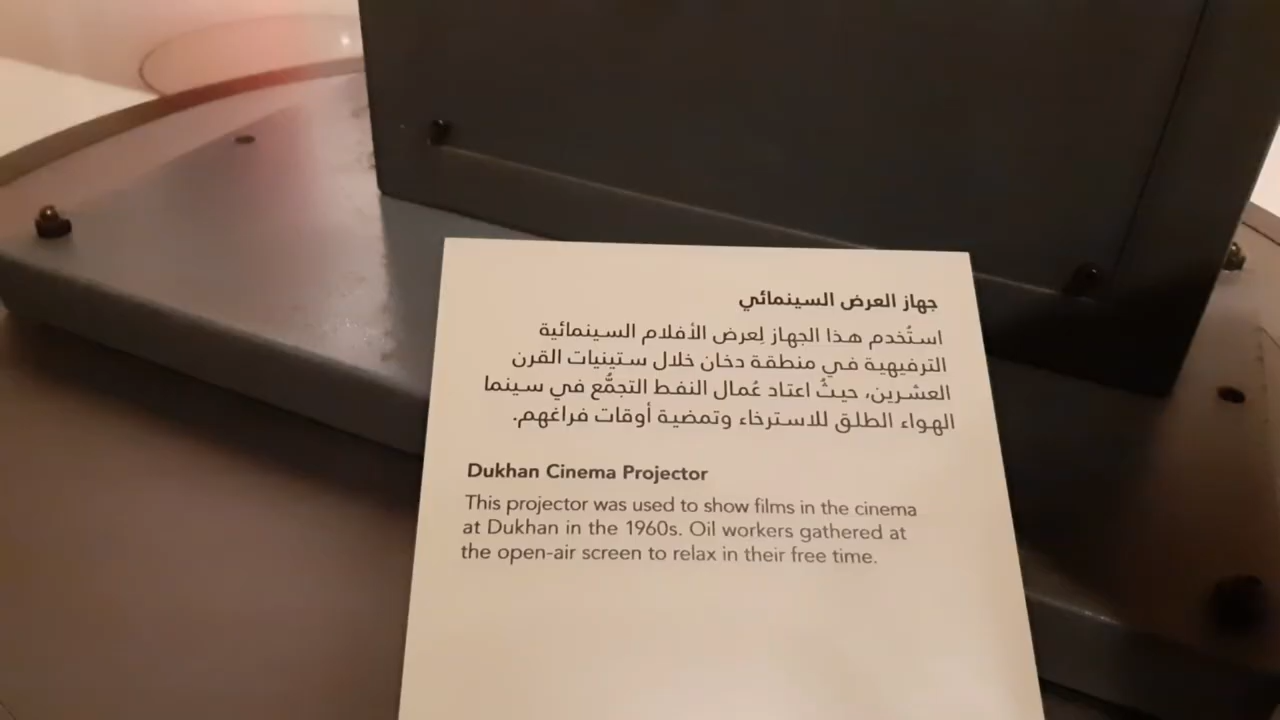 جهاز العرض السينمائي
استُخدم هذا الجهاز لِعرض الأفلام السينمائية
الترفيهية في منطقة دخان خلال ستينيات القرن
العشرين، حيثُ اعتاد عُمال النفط التجمُّع في سينما
الهواء الطلق للاسترخاء وتمضية أوقات فراغهم.
Dukhan Cinema Projector
This projector was used to show films in the cinema
at Dukhan in the 1960s. Oil workers gathered at
the open-air screen to relax in their free time.